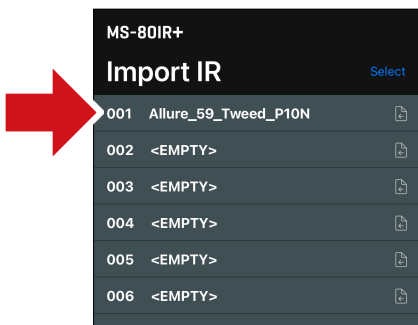 MS-80IR+
Import IR
Select
001 Allure_59_Tweed_P10N
002 <EMPTY>
003 <EMPTY>
004 <EMPTY>
005 <EMPTY>
006 <EMPTY>